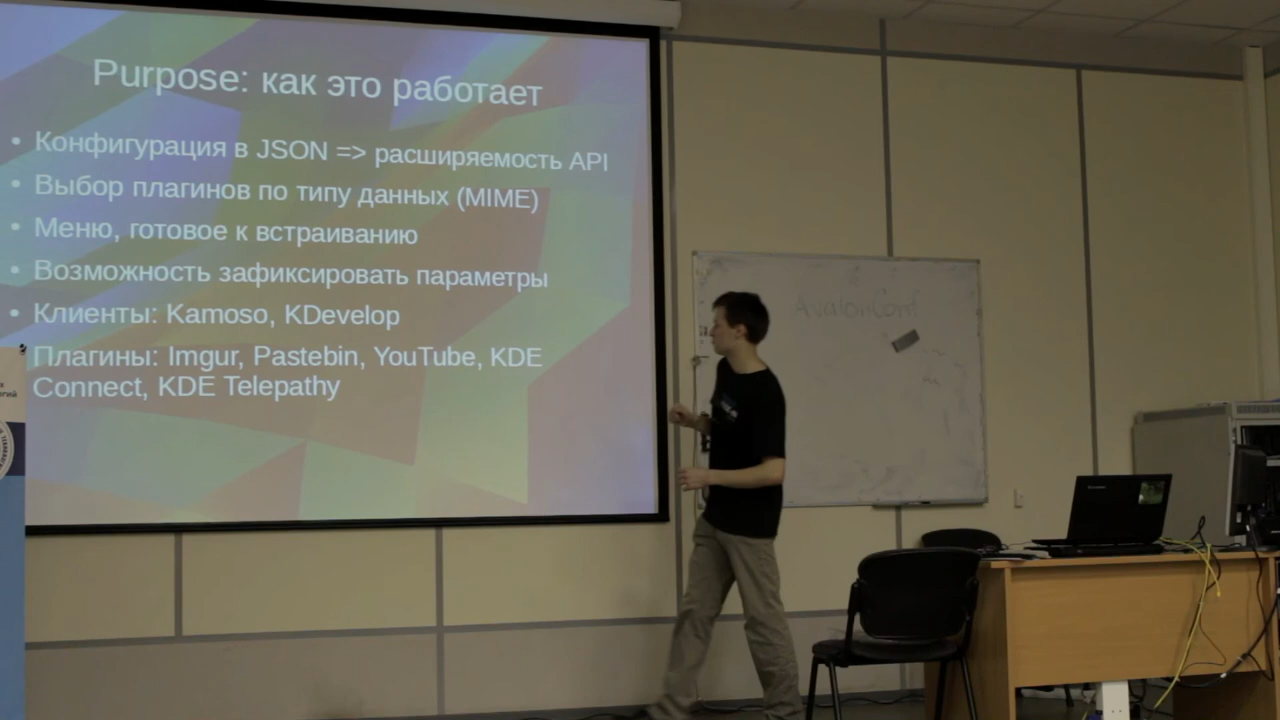 Purpose: как это работает
• Конфигурация в JSON => расширяемость API
• Выбор плагинов по типу данных (MIME)
• Меню, готовое к встраиванию
• Возможность зафиксировать параметры
• Клиенты: Kamoso, KDevelop
Плагины: Imgur, Pastebin, YouTube, KDE
Connect, KDE Telepathy
AvalonConf